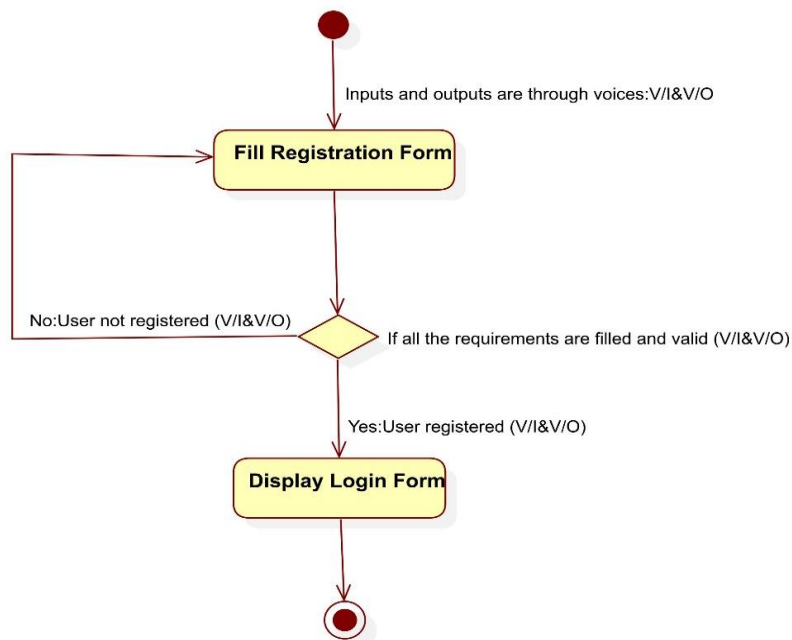 Inputs and outputs are through voices:V/I&V/O
Fill Registration Form
No:User not registered (V/I&V/O)
If all the requirements are filled and valid (V/I&V/O)
Yes:User registered (V/I&V/O)
Display Login Form